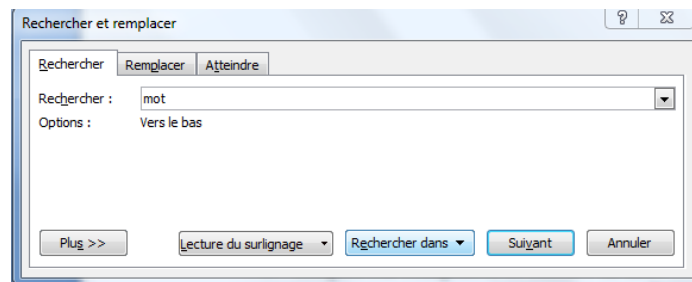 Rechercher et remplacer
Rechercher Remplacer Atteindre
Rechercher : mot
Options : Vers le bas
Plus >> Lecture du surlignage Rechercher dans Suivant Annuler